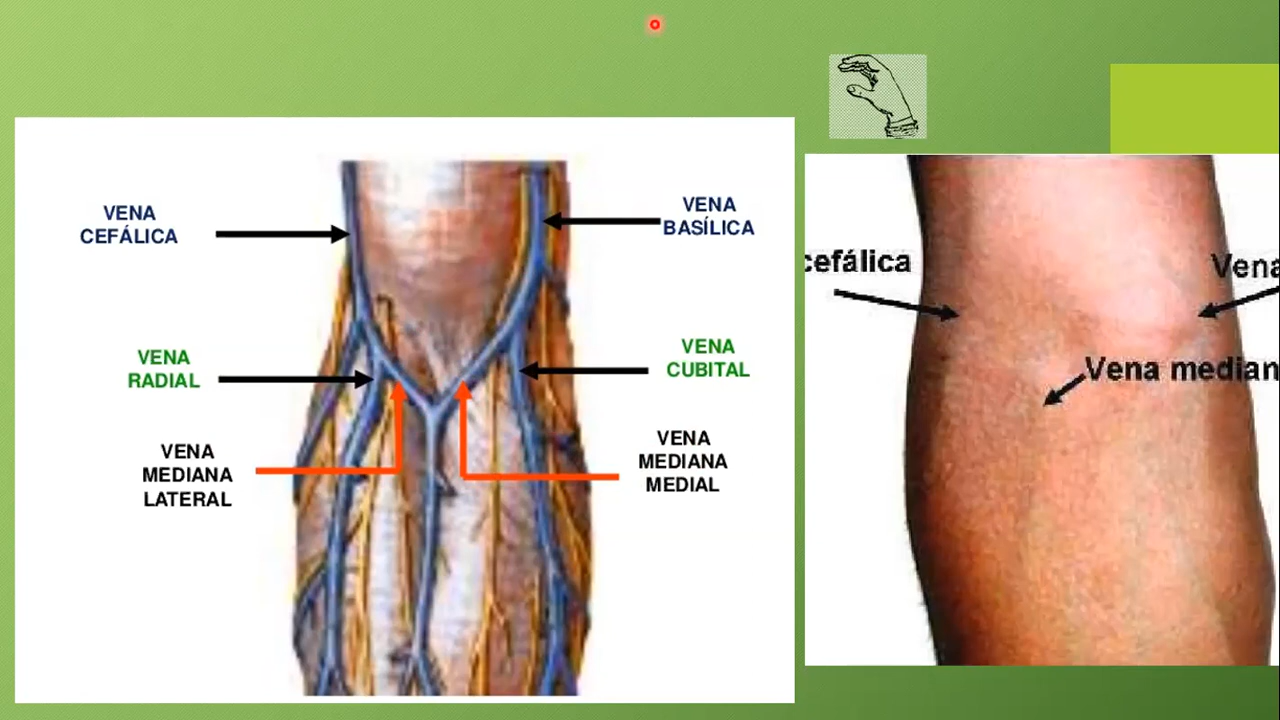 VENA
CEFÁLICA
VENA
BASÍLICA
VENA
RADIAL
VENA
CUBITAL
VENA
MEDIANA
LATERAL
VENA
MEDIANA
MEDIAL
cefálica
Vena
Vena median